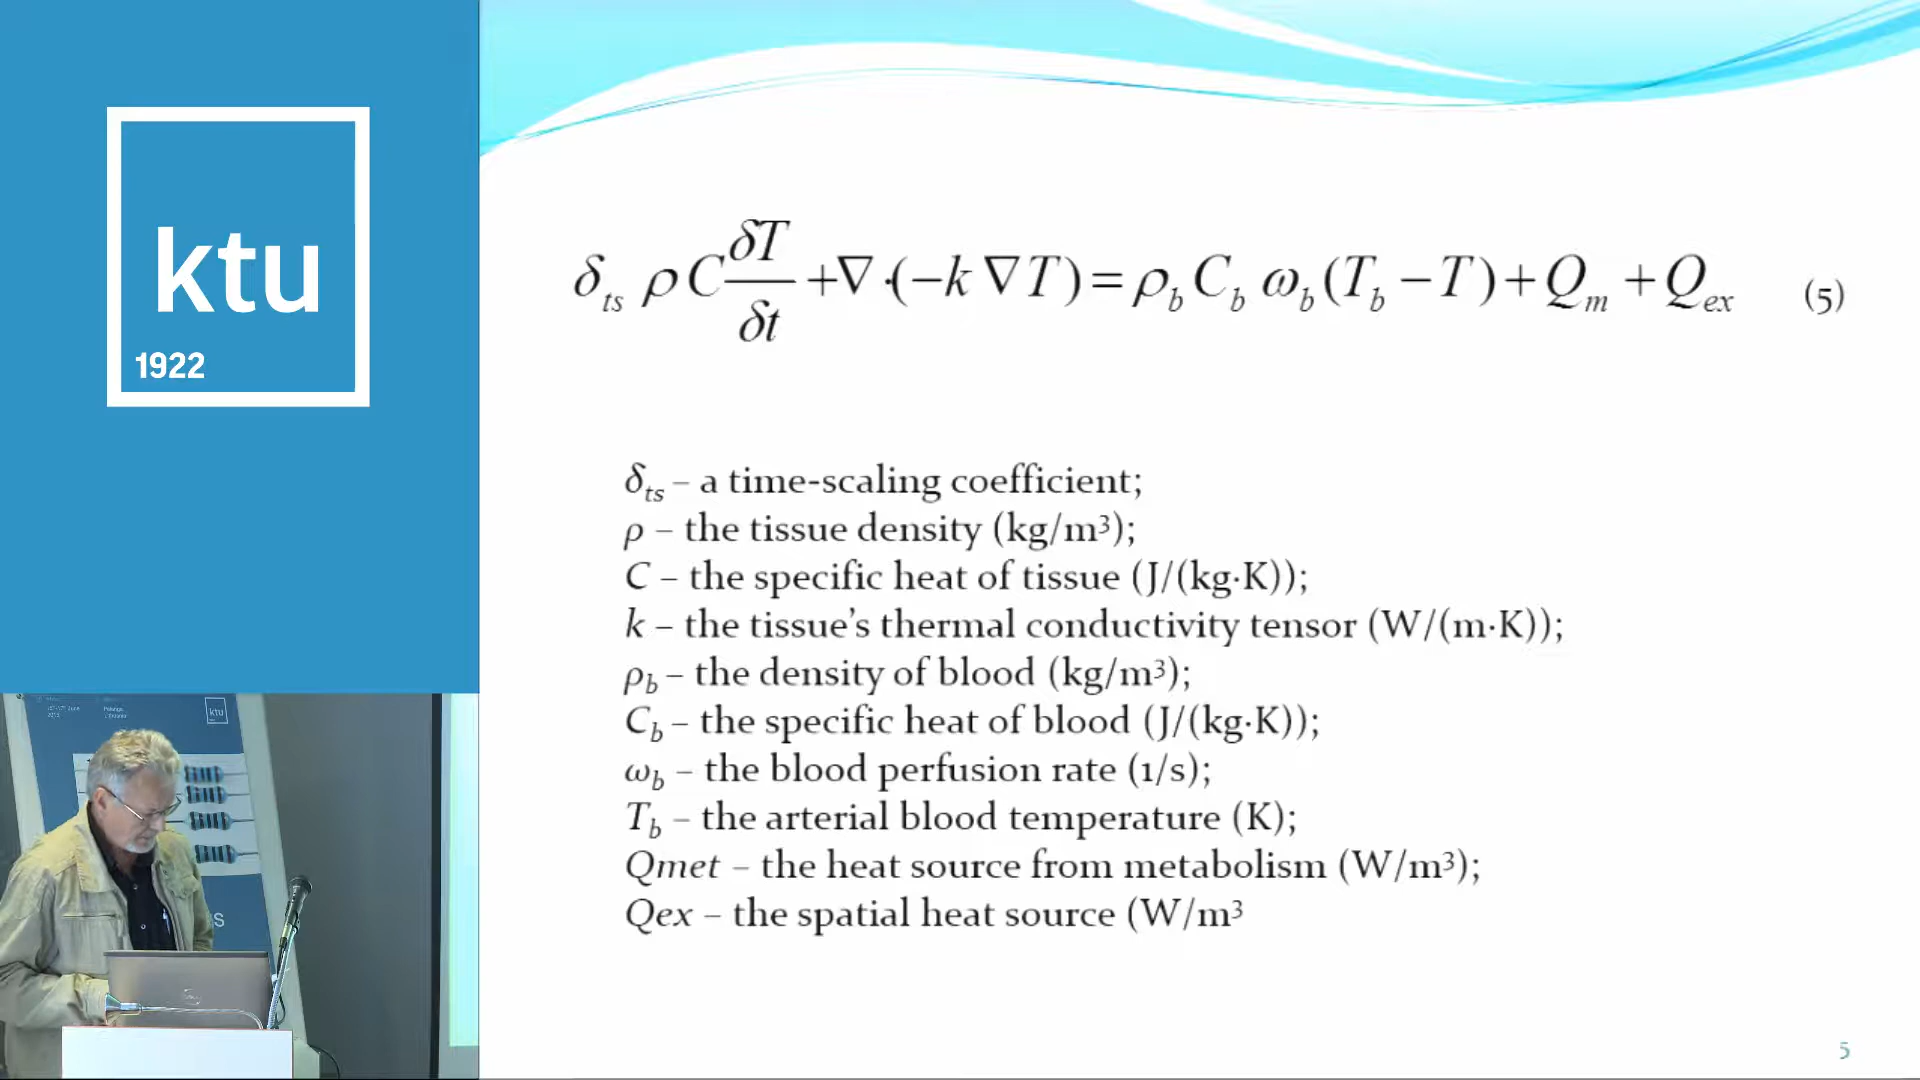 ktu
1922
δts ρC δT/δt +∇·(−k ∇T)=ρb Cb ωb(Tb −T)+Qm +Qex (5)
δts – a time-scaling coefficient;
ρ – the tissue density (kg/m³);
C – the specific heat of tissue (J/(kg·K));
k – the tissue’s thermal conductivity tensor (W/(m·K));
ρb – the density of blood (kg/m³);
Cb – the specific heat of blood (J/(kg·K));
ωb – the blood perfusion rate (1/s);
Tb – the arterial blood temperature (K);
Qmet – the heat source from metabolism (W/m³);
Qex – the spatial heat source (W/m³
5
ktu